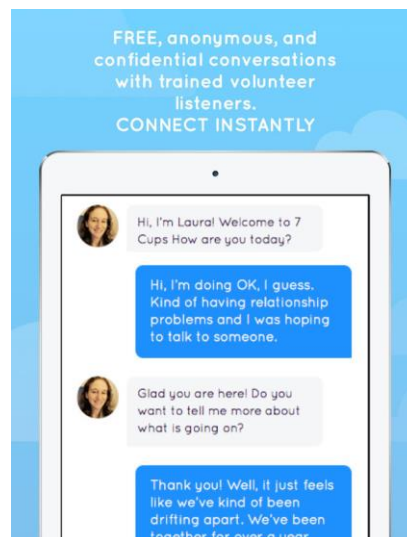 FREE, anonymous, and
confidential conversations
with trained volunteer
listeners.
CONNECT INSTANTLY
Hi, I'm Laura! Welcome to 7
Cups How are you today?
Hi, I'm doing OK, I guess.
Kind of having relationship
problems and I was hoping
to talk to someone.
Glad you are here! Do you
want to tell me more about
what is going on?
Thank you! Well, it just feels
like we've kind of been
drifting apart. We've been
together for over a year